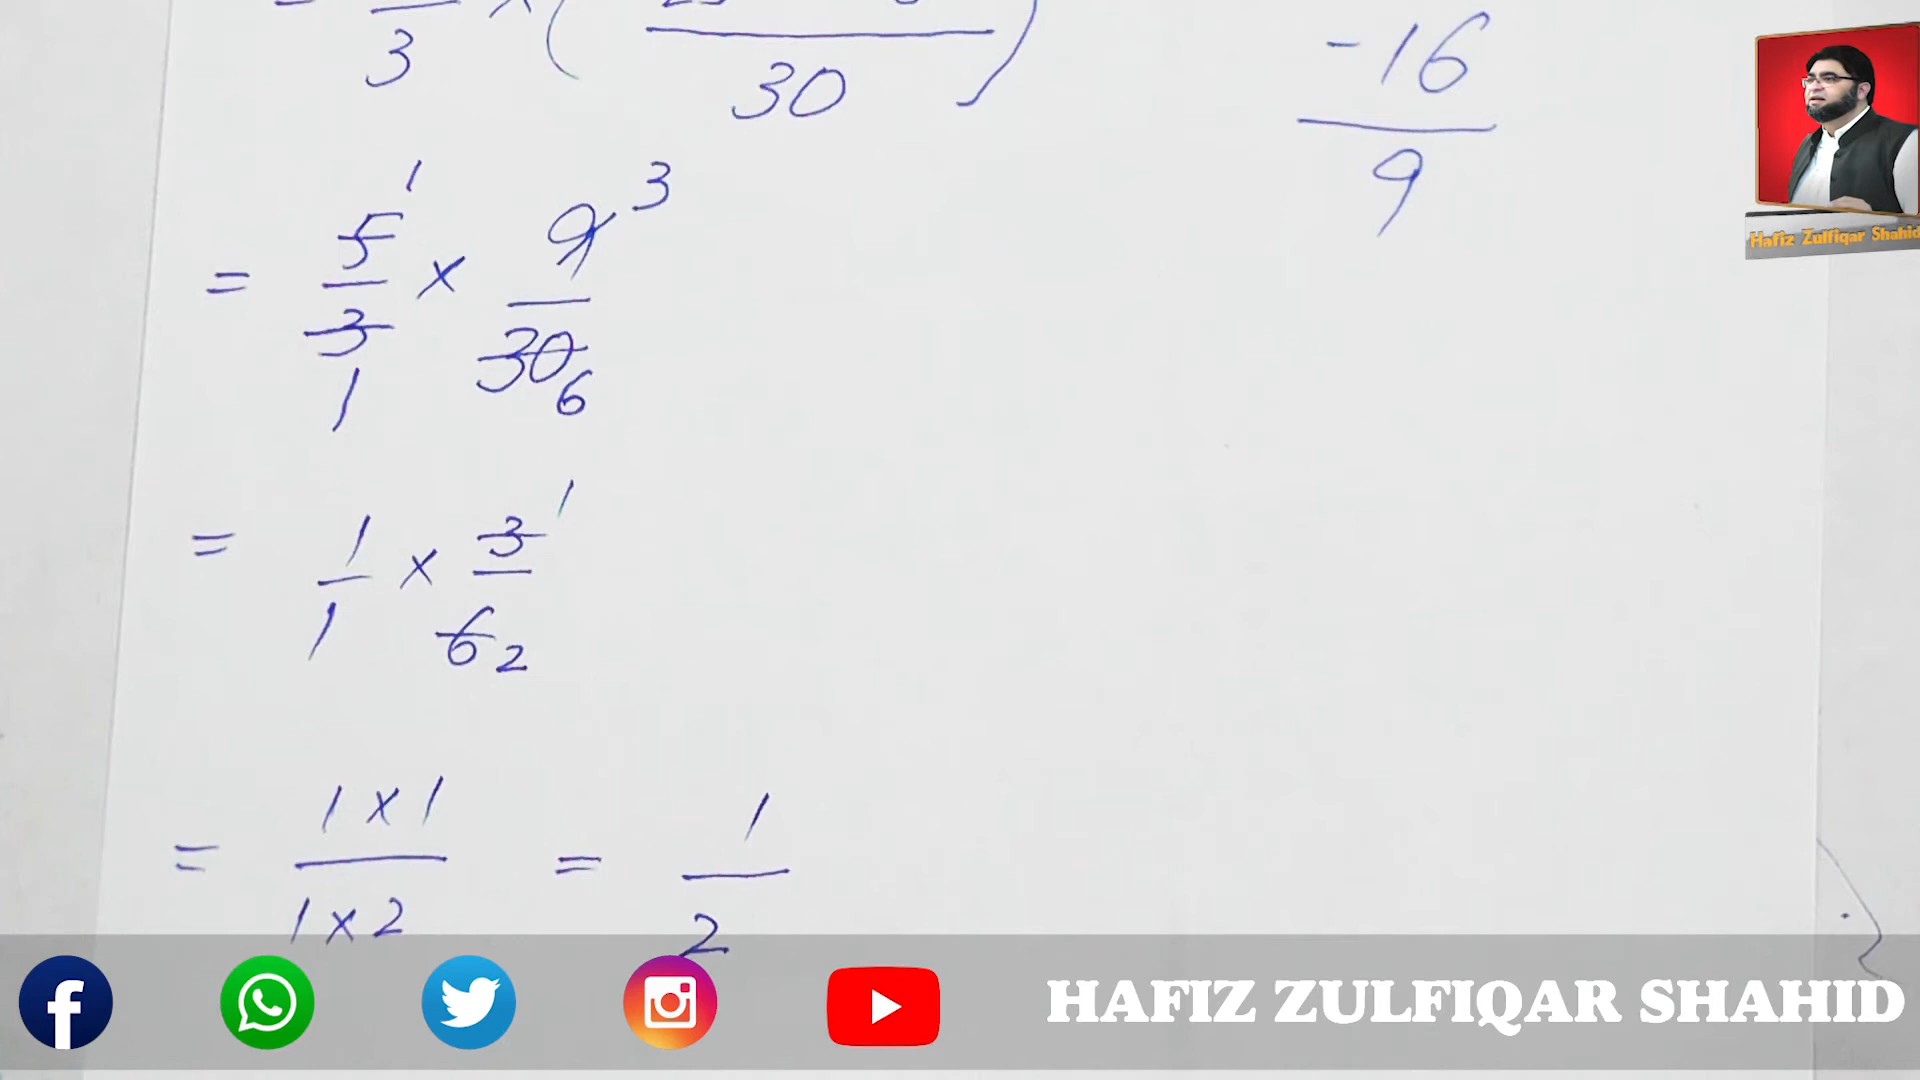 = — × ( —
3 30 )
-16
9
5 1 9 3
= — × —
3 30
1 6
1 3 1
= — × —
1 6 2
1 × 1 1
= — = —
1 × 2 2
Hafiz Zulfiqar Shahid
HAFIZ ZULFIQAR SHAHID